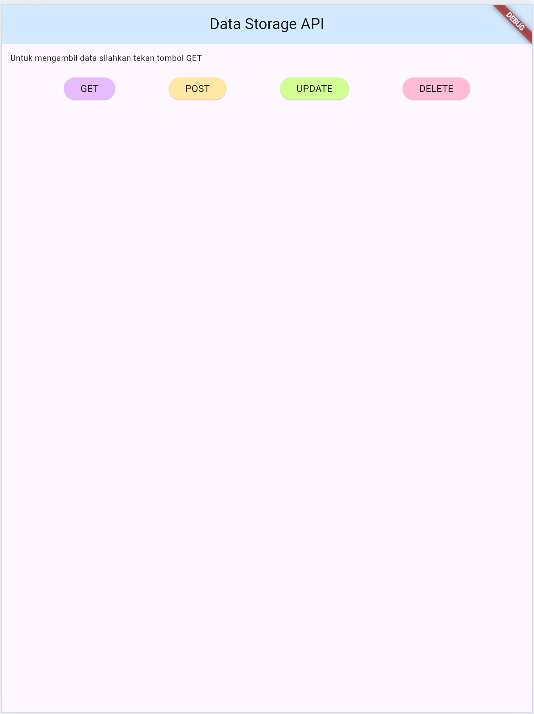 Data Storage API
DEBUG
Untuk mengambil data silahkan tekan tombol GET
GET POST UPDATE DELETE